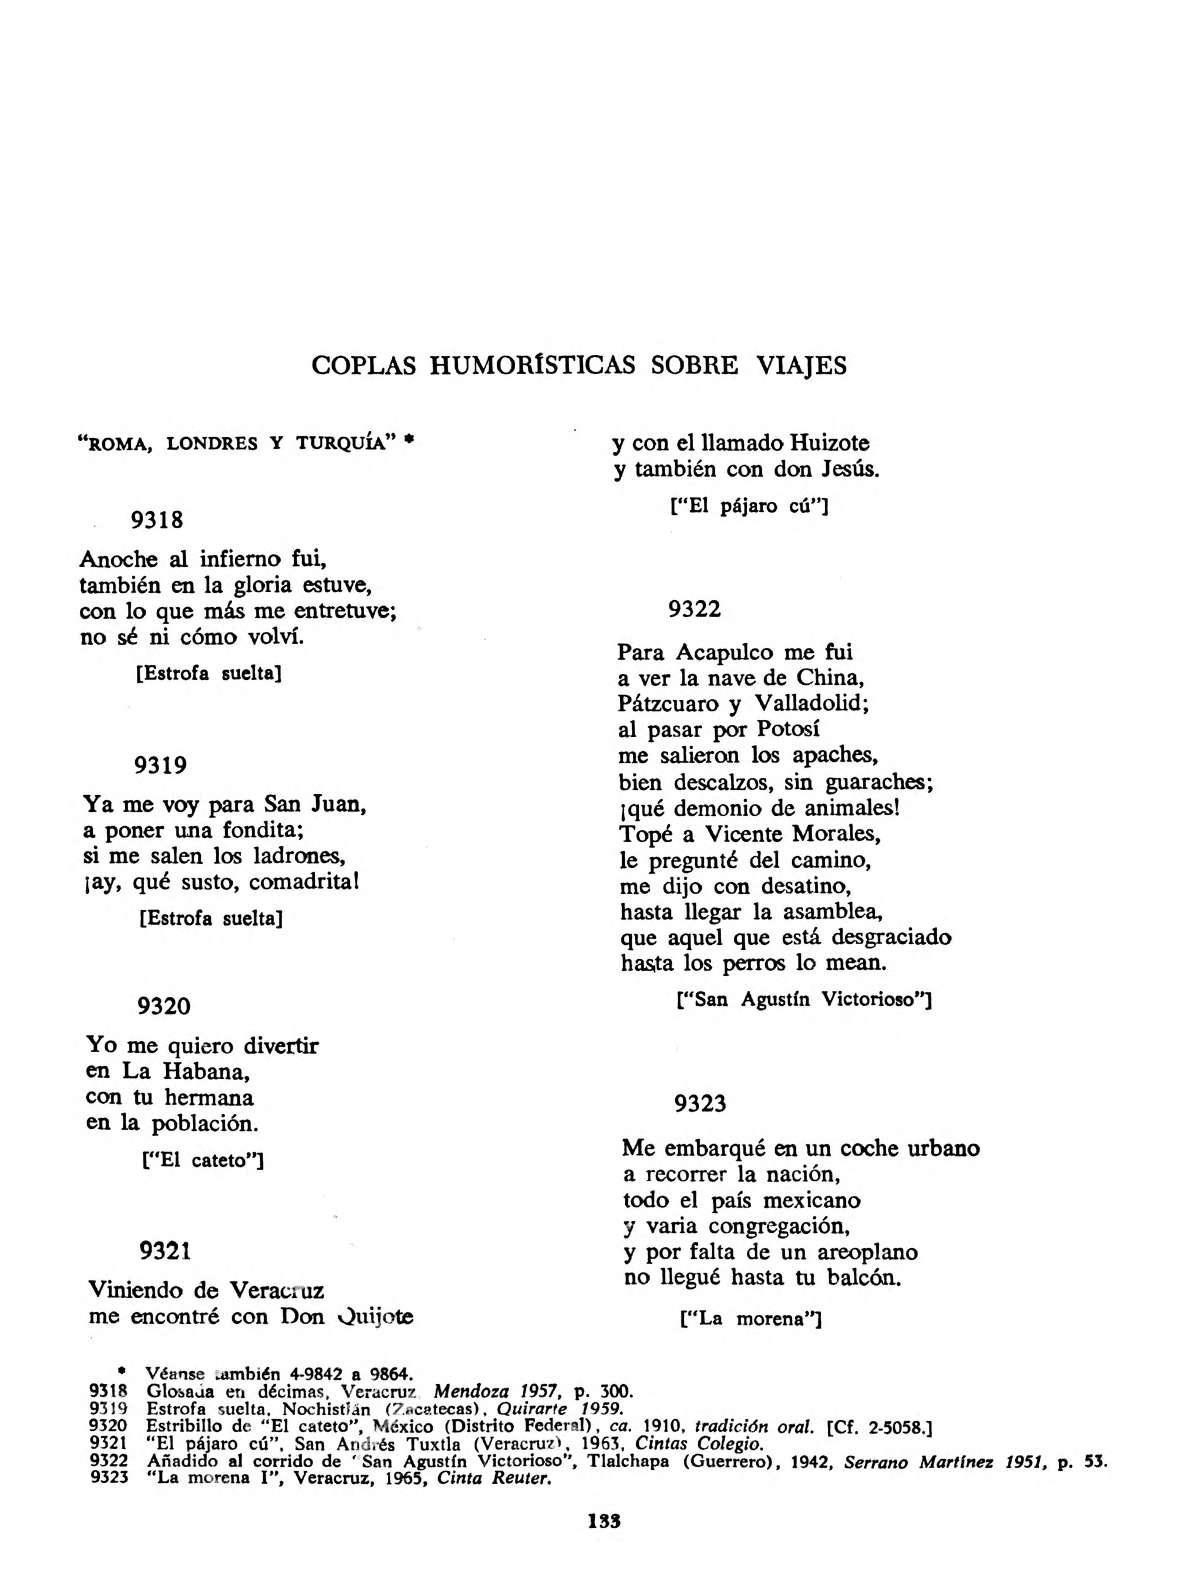 COPLAS HUMORÍSTICAS SOBRE VIAJES
“ROMA, LONDRES Y TURQUÍA” *
9318
Anoche al infierno fui,
también en la gloria estuve,
con lo que más me entretuve;
no sé ni cómo volví.
[Estrofa suelta]
9319
Ya me voy para San Juan,
a poner una fondita;
si me salen los ladrones,
¡ay, qué susto, comadrita!
[Estrofa suelta]
9320
Yo me quiero divertir
en La Habana,
con tu hermana
en la población.
[“El cateto”]
9321
Viniendo de Veracruz
me encontré con Don Quijote
y con el llamado Huizote
y también con don Jesús.
[“El pájaro cú”]
9322
Para Acapulco me fui
a ver la nave de China,
Pátzcuaro y Valladolid;
al pasar por Potosí
me salieron los apaches,
bien descalzos, sin guaraches;
¡qué demonio de animales!
Topé a Vicente Morales,
le pregunté del camino,
me dijo con desatino,
hasta llegar la asamblea,
que aquel que está desgraciado
hasta los perros lo mean.
[“San Agustín Victorioso”]
9323
Me embarqué en un coche urbano
a recorrer la nación,
todo el país mexicano
y varia congregación,
y por falta de un areoplano
no llegué hasta tu balcón.
[“La morena”]
* Véanse también 4-9842 a 9864.
9318 Glosada en décimas, Veracruz Mendoza 1957, p. 300.
9319 Estrofa suelta, Nochistlán (Zacatecas), Quirarte 1959.
9320 Estribillo de “El cateto”, México (Distrito Federal), ca. 1910, tradición oral. [Cf. 2-5058.]
9321 “El pájaro cú”, San Andrés Tuxtla (Veracruz), 1963, Cintas Colegio.
9322 Añadido al corrido de “San Agustín Victorioso”, Tlalchapa (Guerrero), 1942, Serrano Martínez 1951, p. 53.
9323 “La morena I”, Veracruz, 1965, Cinta Reuter.
133